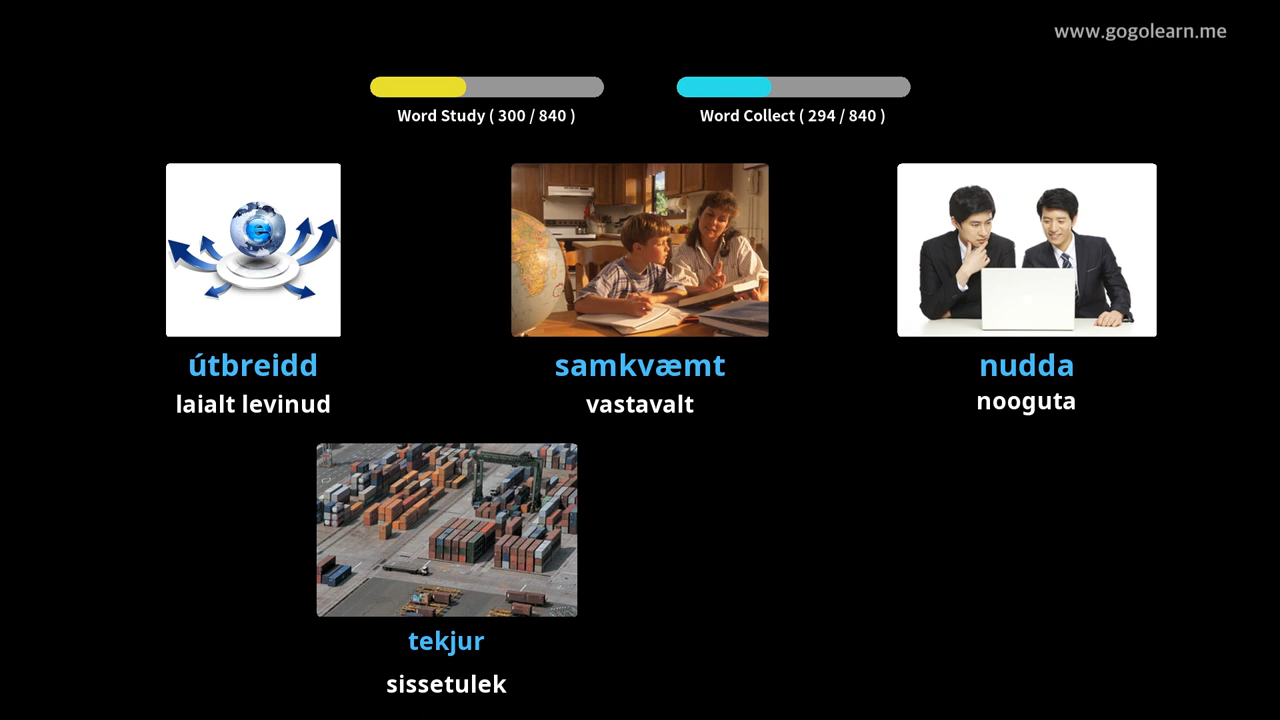 www.gogolearn.me
Word Study ( 300 / 840 )
Word Collect ( 294 / 840 )
útbreidd
laialt levinud
samkvæmt
vastavalt
nudda
nooguta
tekjur
sissetulek